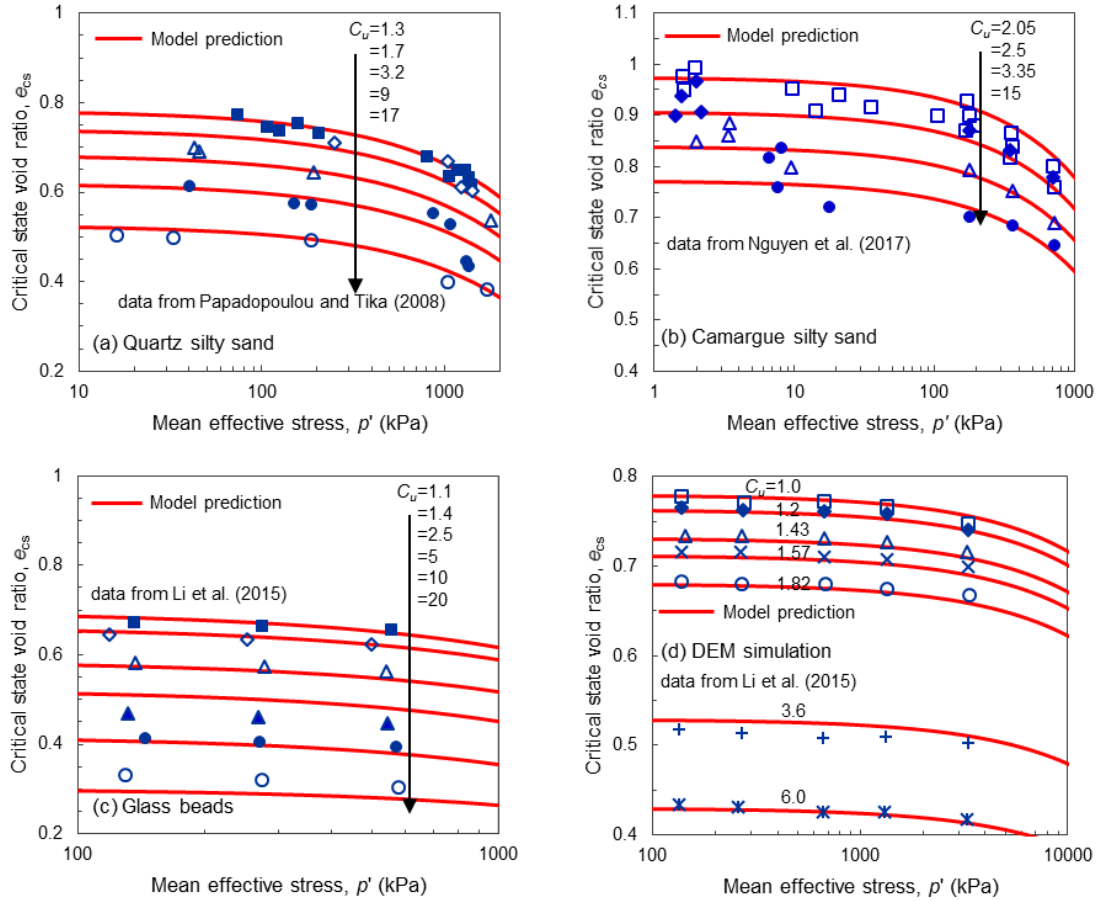 1
0.8
0.6
0.4
0.2
10
100
1000
Critical state void ratio, ecs
Mean effective stress, p' (kPa)
Model prediction
Cu=1.3
=1.7
=3.2
=9
=17
data from Papadopoulou and Tika (2008)
(a) Quartz silty sand
1.1
1
0.9
0.8
0.7
0.6
0.5
0.4
1
10
100
1000
Critical state void ratio ecs
Mean effective stress, p' (kPa)
Model prediction
Cu=2.05
=2.5
=3.35
=15
data from Nguyen et al. (2017)
(b) Camargue silty sand
1
0.8
0.6
0.4
0.2
100
1000
Critical state void ratio, ecs
Mean effective stress, p' (kPa)
Model prediction
Cu=1.1
=1.4
=2.5
=5
=10
=20
data from Li et al. (2015)
(c) Glass beads
0.8
0.7
0.6
0.5
0.4
100
1000
10000
Critical state void ratio, ecs
Mean effective stress, p' (kPa)
Cu=1.0
1.2
1.43
1.57
1.82
Model prediction
(d) DEM simulation
data from Li et al. (2015)
3.6
6.0